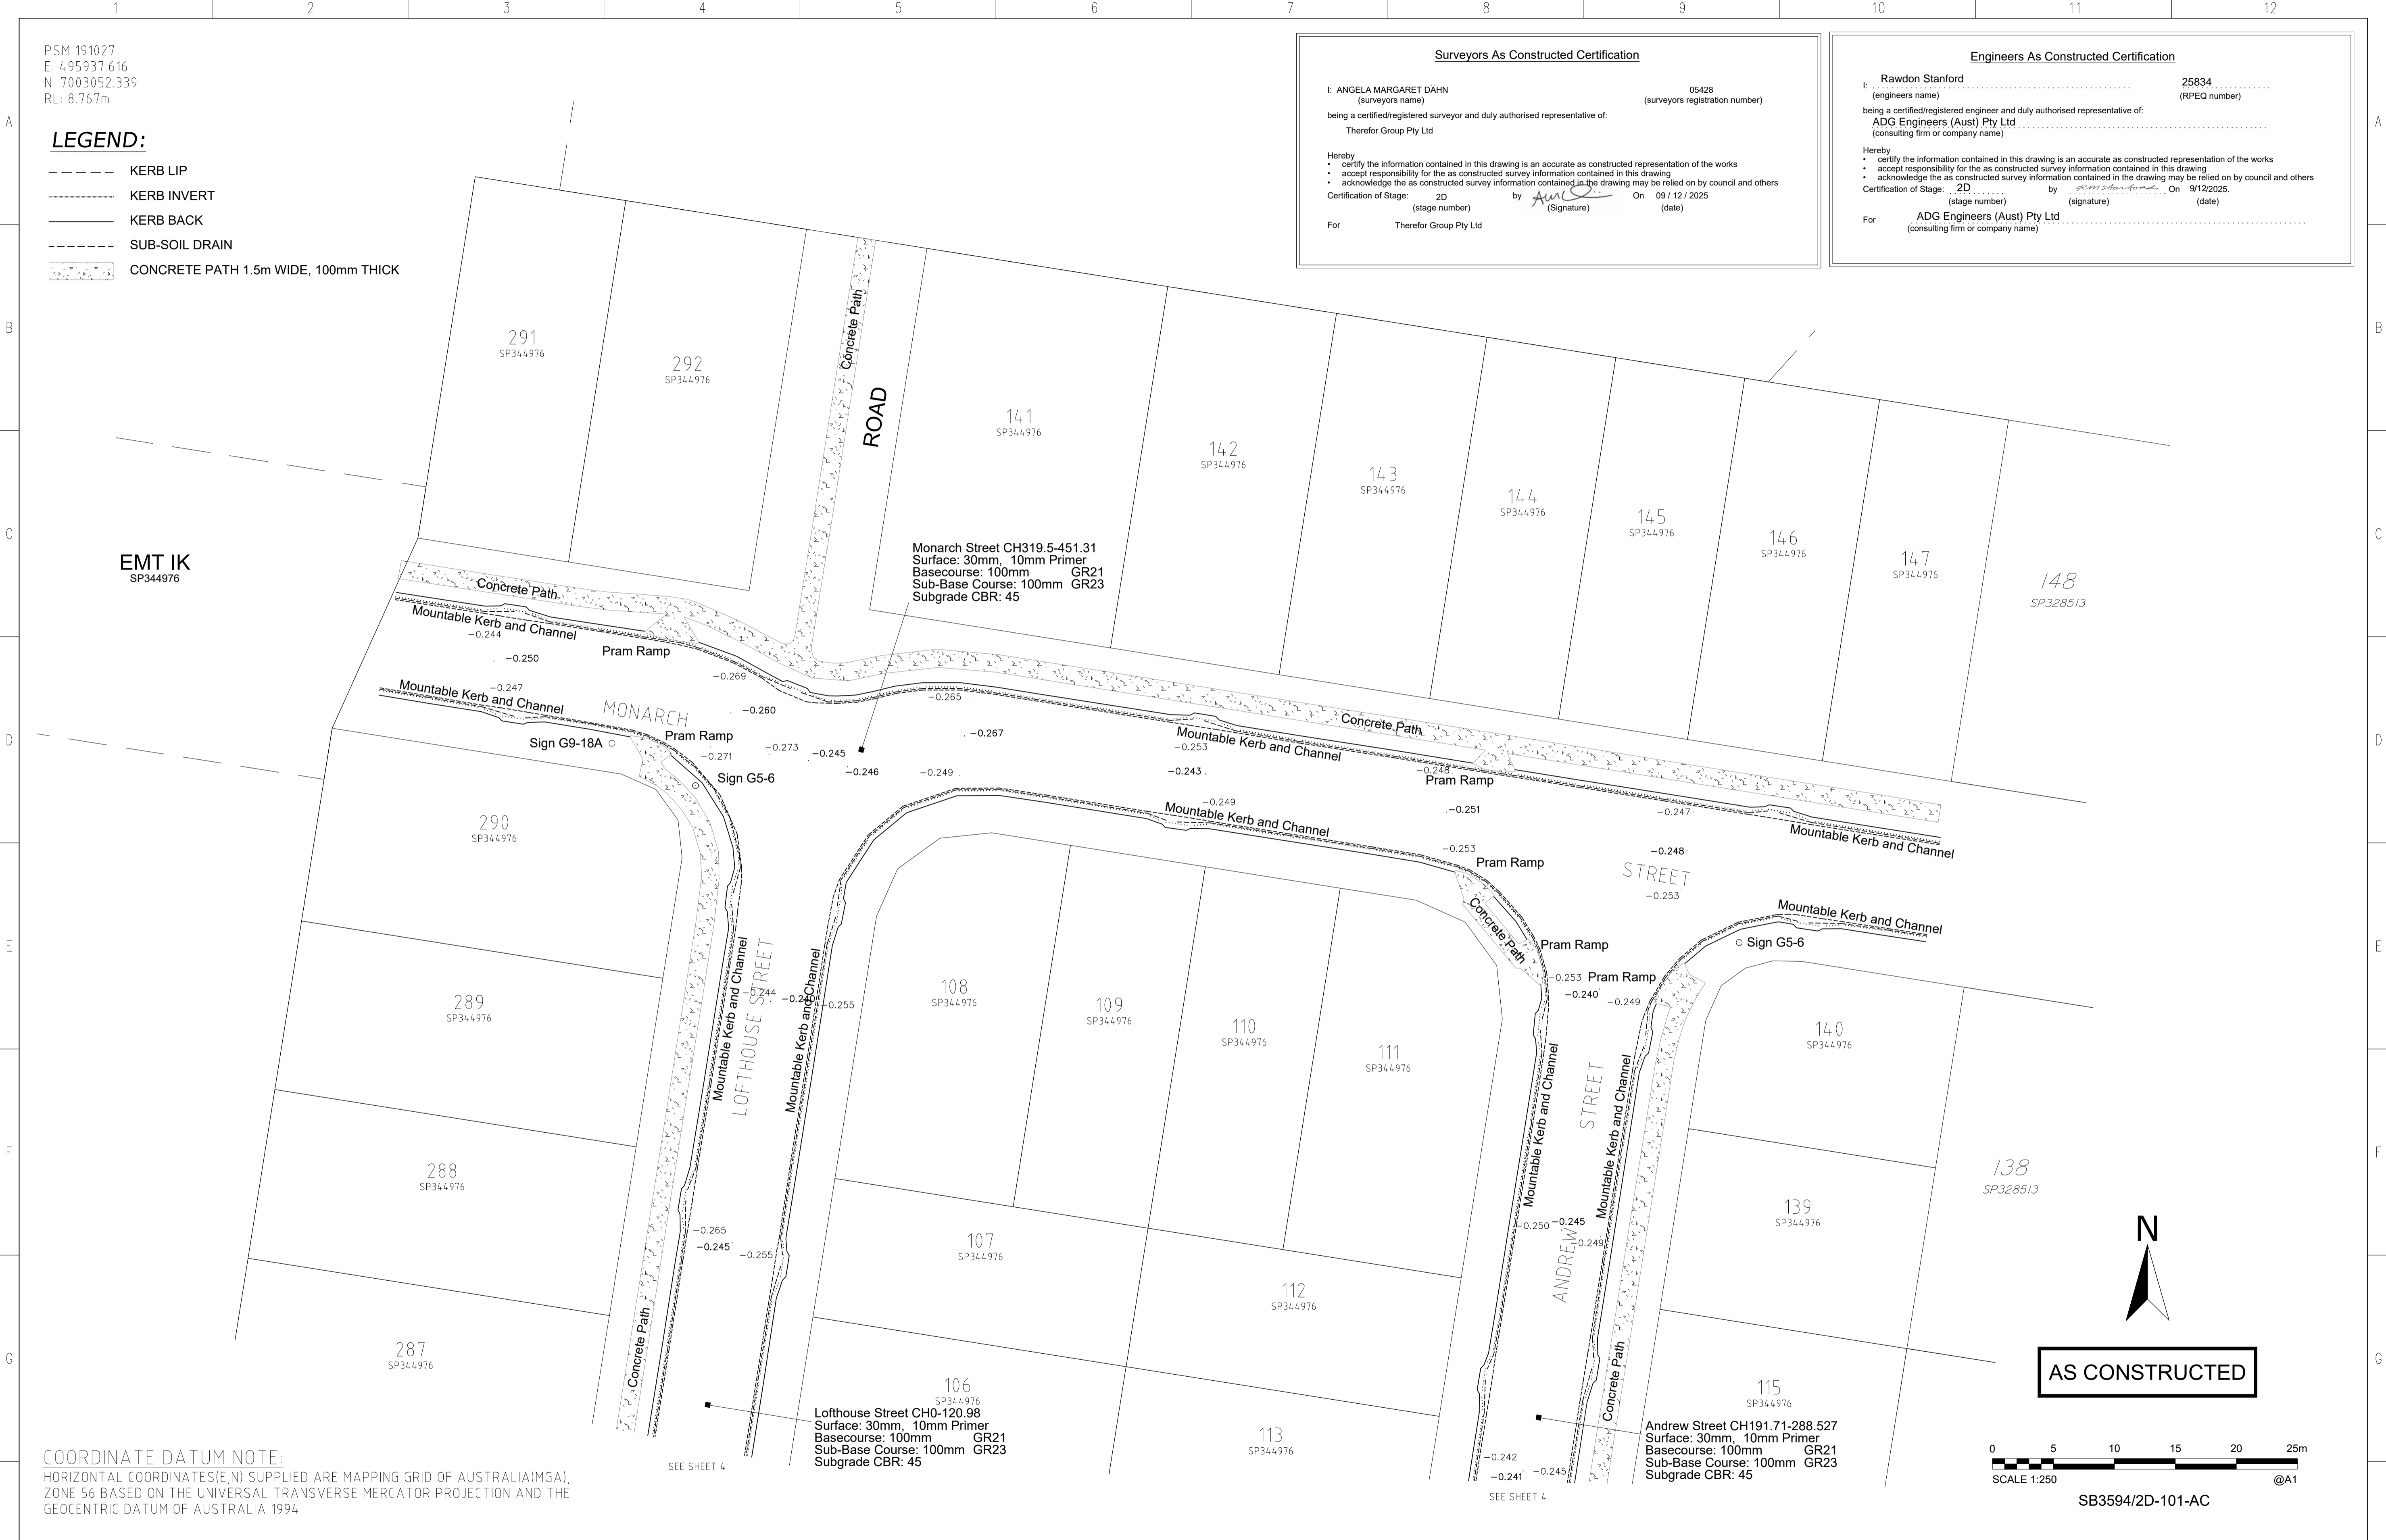 1 2 3 4 5 6 7 8 9 10 11 12
PSM 191027
E: 495937.616
N: 7003052.339
RL: 8.767m
LEGEND:
KERB LIP
KERB INVERT
KERB BACK
SUB-SOIL DRAIN
CONCRETE PATH 1.5m WIDE, 100mm THICK
Surveyors As Constructed Certification
I: ANGELA MARGARET DÄHN 05428
(surveyors name) (surveyors registration number)
being a certified/registered surveyor and duly authorised representative of:
Therefor Group Pty Ltd
Hereby
• certify the information contained in this drawing is an accurate as constructed representation of the works
• accept responsibility for the as constructed survey information contained in this drawing
• acknowledge the as constructed survey information contained in the drawing may be relied on by council and others
Certification of Stage: 2D by On 09 / 12 / 2025
(stage number) (Signature) (date)
For Therefor Group Pty Ltd
Engineers As Constructed Certification
I: Rawdon Stanford 25834
(engineers name) (RPEQ number)
being a certified/registered engineer and duly authorised representative of:
ADG Engineers (Aust) Pty Ltd
(consulting firm or company name)
Hereby
• certify the information contained in this drawing is an accurate as constructed representation of the works
• accept responsibility for the as constructed survey information contained in this drawing
• acknowledge the as constructed survey information contained in the drawing may be relied on by council and others
Certification of Stage: 2D by RMStanford On 9/12/2025.
(stage number) (signature) (date)
For ADG Engineers (Aust) Pty Ltd
(consulting firm or company name)
A A
B B
C C
D D
E E
F F
G G
291
SP344976
292
SP344976
Concrete Path
ROAD
141
SP344976
142
SP344976
143
SP344976
144
SP344976
145
SP344976
146
SP344976
147
SP344976
148
SP328513
EMT IK
SP344976
Monarch Street CH319.5-451.31
Surface: 30mm, 10mm Primer
Basecourse: 100mm GR21
Sub-Base Course: 100mm GR23
Subgrade CBR: 45
Concrete Path
Mountable Kerb and Channel
-0.244
Pram Ramp
-0.250
-0.269
-0.247
Mountable Kerb and Channel
-0.265
MONARCH
-0.260
Concrete Path
Pram Ramp
Sign G9-18A
-0.267
Mountable Kerb and Channel
-0.273
-0.245
-0.253
-0.271
-0.246
-0.249
-0.243
-0.248
Sign G5-6
Pram Ramp
-0.249
-0.251
-0.247
Mountable Kerb and Channel
Mountable Kerb and Channel
-0.253
-0.248
Pram Ramp
STREET
-0.253
290
SP344976
Concrete Path
Mountable Kerb and Channel
Pram Ramp
Sign G5-6
-0.253
Pram Ramp
-0.240
-0.249
289
SP344976
Mountable Kerb and Channel
LOFTHOUSE STREET
-0.244
-0.240
-0.255
Mountable Kerb and Channel
108
SP344976
109
SP344976
110
SP344976
111
SP344976
140
SP344976
Mountable Kerb and Channel
STREET
Mountable Kerb and Channel
288
SP344976
138
SP328513
139
SP344976
-0.265
-0.245
-0.255
107
SP344976
-0.250
-0.245
-0.249
ANDREW
112
SP344976
N
287
SP344976
Concrete Path
Concrete Path
AS CONSTRUCTED
106
SP344976
115
SP344976
Lofthouse Street CH0-120.98
Surface: 30mm, 10mm Primer
Basecourse: 100mm GR21
Sub-Base Course: 100mm GR23
Subgrade CBR: 45
113
SP344976
Andrew Street CH191.71-288.527
Surface: 30mm, 10mm Primer
Basecourse: 100mm GR21
Sub-Base Course: 100mm GR23
Subgrade CBR: 45
-0.242
-0.241
-0.245
SEE SHEET 4
SEE SHEET 4
COORDINATE DATUM NOTE:
HORIZONTAL COORDINATES(E,N) SUPPLIED ARE MAPPING GRID OF AUSTRALIA(MGA),
ZONE 56 BASED ON THE UNIVERSAL TRANSVERSE MERCATOR PROJECTION AND THE
GEOCENTRIC DATUM OF AUSTRALIA 1994.
0 5 10 15 20 25m
SCALE 1:250 @A1
SB3594/2D-101-AC